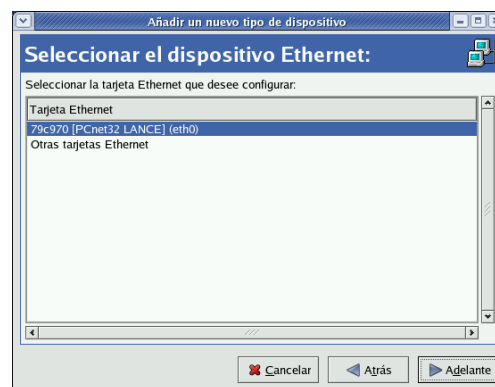 Añadir un nuevo tipo de dispositivo
Seleccionar el dispositivo Ethernet:
Seleccionar la tarjeta Ethernet que desee configurar:
Tarjeta Ethernet
79c970 [PCnet32 LANCE] (eth0)
Otras tarjetas Ethernet
Cancelar Atrás Adelante